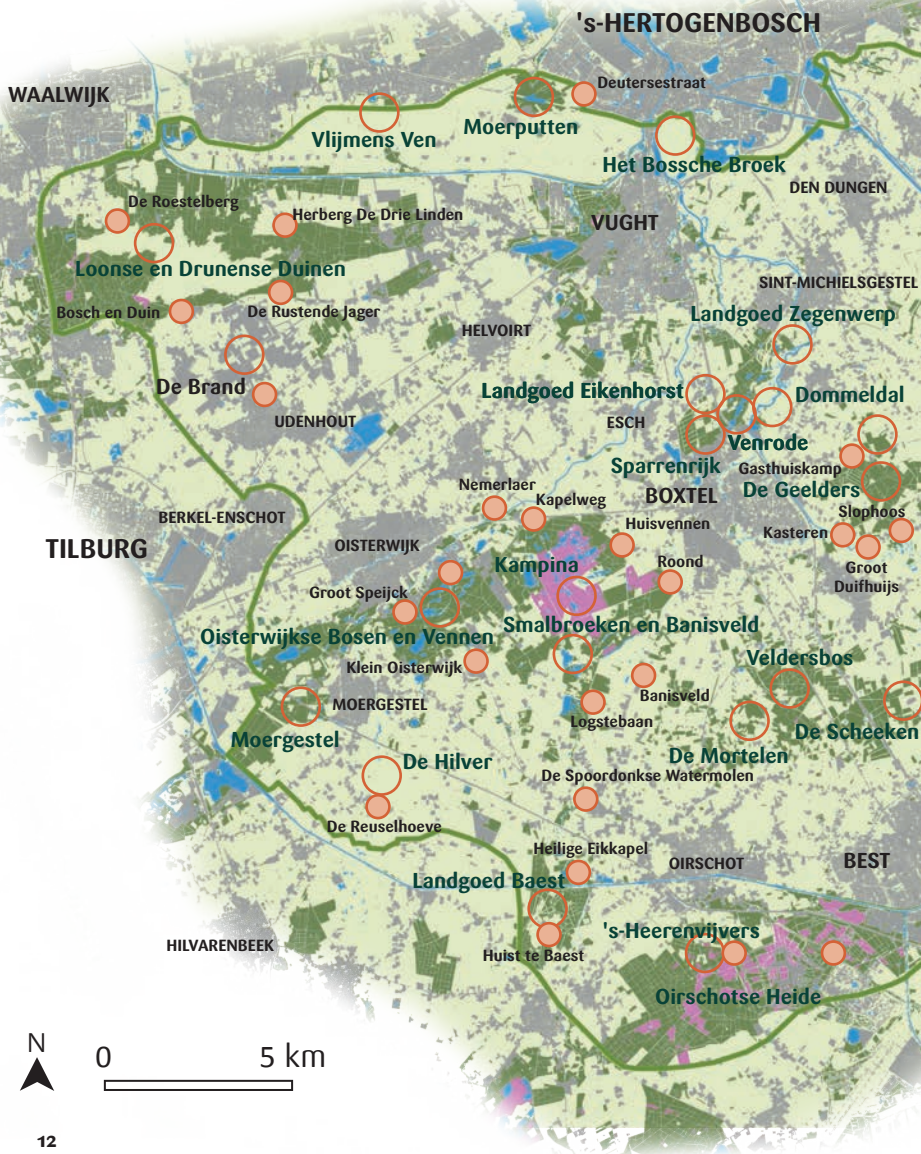 's-HERTOGENBOSCH
WAALWIJK
Deutersestraat
Vlijmens Ven
Moerputten
Het Bossche Broek
DEN DUNGEN
De Roestelberg
Herberg De Drie Linden
VUGHT
Loonse en Drunense Duinen
SINT-MICHIELSGESTEL
Bosch en Duin
De Rustende Jager
Landgoed Zegenwerp
HELVOIRT
De Brand
Landgoed Eikenhorst
Dommeldal
UDENHOUT
ESCH
Venrode
Sparrenrijk
Gasthuiskamp
Nemerlaer
BOXTEL
De Geelders
Kapelweg
Slophoos
BERKEL-ENSCHOT
Huisvennen
Kasteren
TILBURG
OISTERWIJK
Groot
Duifhuijs
Kampina
Roond
Groot Speijck
Smalbroeken en Banisveld
Oisterwijkse Bosen en Vennen
Klein Oisterwijk
Veldersbos
Banisveld
MOERGESTEL
Logstebaan
De Scheeken
Moergestel
De Mortelen
De Hilver
De Spoordonkse Watermolen
De Reuselhoeve
Heilige Eikkapel
OIRSCHOT
BEST
Landgoed Baest
's-Heerenvijvers
HILVARENBEEK
Huist te Baest
Oirschotse Heide
N
0 5 km
12